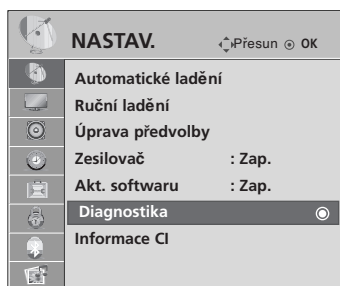 NASTAV. Přesun OK
Automatické ladění
Ruční ladění
Úprava předvolby
Zesilovač : Zap.
Akt. softwaru : Zap.
Diagnostika
Informace CI